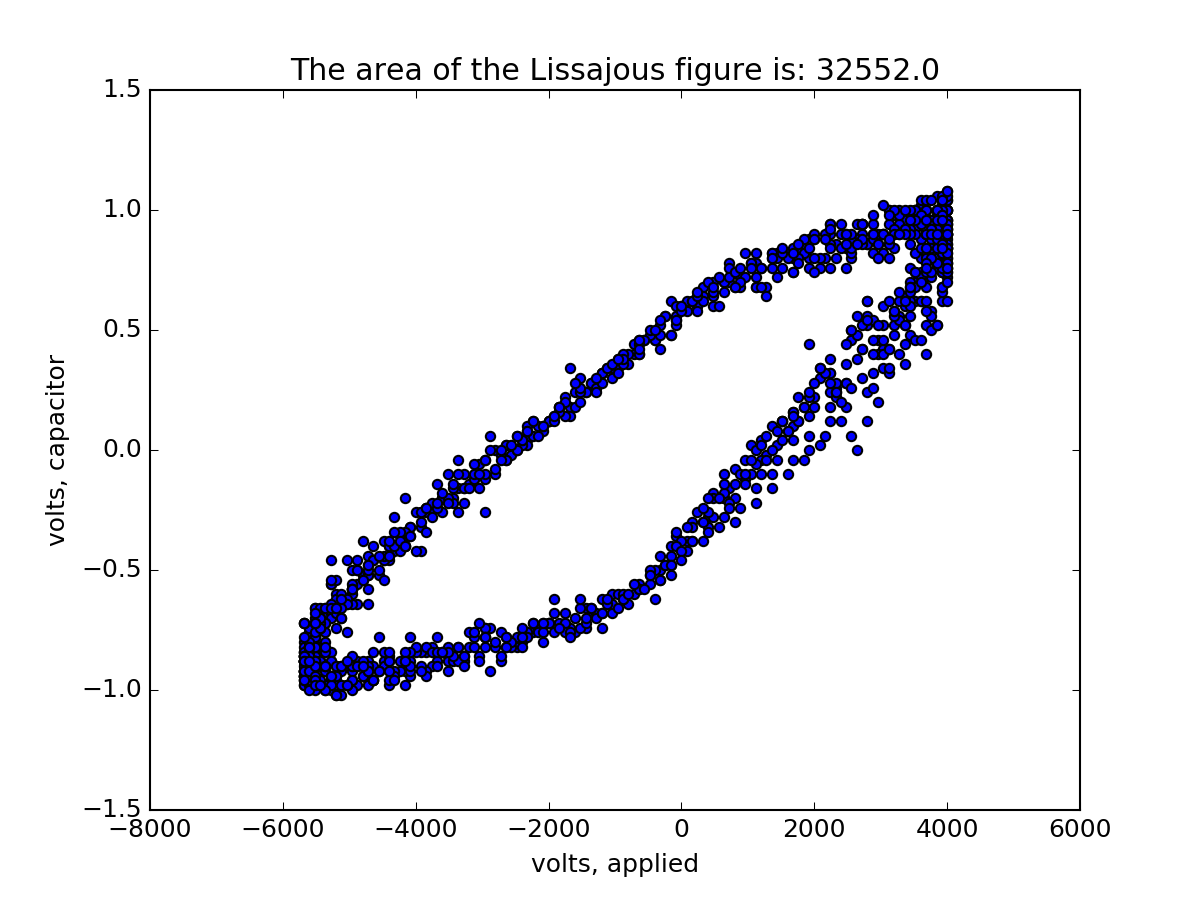 The area of the Lissajous figure is: 32552.0
1.5
1.0
0.5
0.0
−0.5
−1.0
−1.5
volts, capacitor
−8000 −6000 −4000 −2000 0 2000 4000 6000
volts, applied